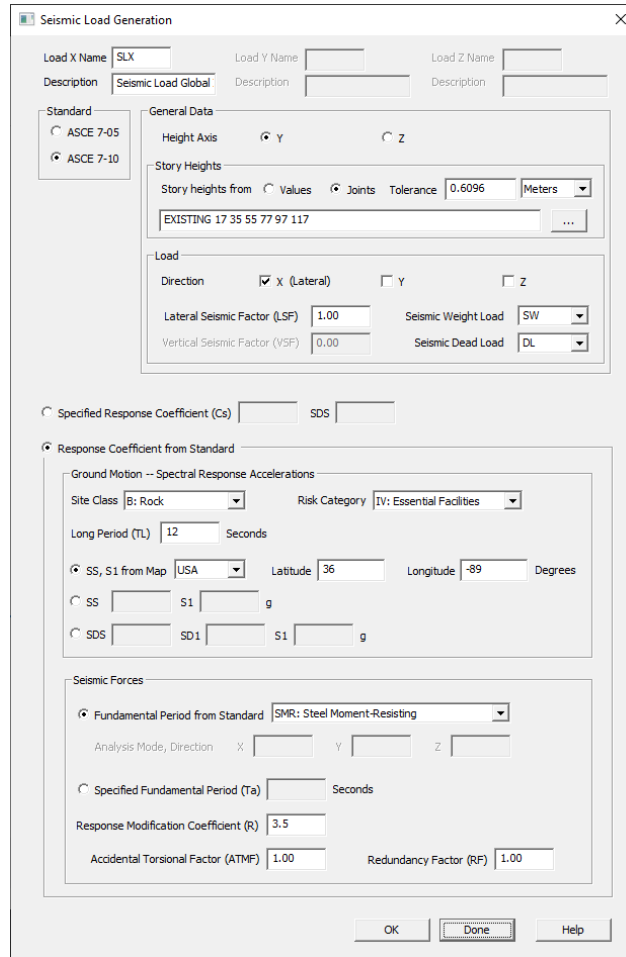 Seismic Load Generation
Load X Name SLX Load Y Name Load Z Name
Description Seismic Load Global Description Description
Standard
ASCE 7-05
ASCE 7-10
General Data
Height Axis Y Z
Story Heights
Story heights from Values Joints Tolerance 0.6096 Meters
EXISTING 17 35 55 77 97 117 ...
Load
Direction X (Lateral) Y Z
Lateral Seismic Factor (LSF) 1.00 Seismic Weight Load SW
Vertical Seismic Factor (VSF) 0.00 Seismic Dead Load DL
Specified Response Coefficient (Cs) SDS
Response Coefficient from Standard
Ground Motion -- Spectral Response Accelerations
Site Class B: Rock Risk Category IV: Essential Facilities
Long Period (TL) 12 Seconds
SS, S1 from Map USA Latitude 36 Longitude -89 Degrees
SS S1 g
SDS SD1 S1 g
Seismic Forces
Fundamental Period from Standard SMR: Steel Moment-Resisting
Analysis Mode, Direction X Y Z
Specified Fundamental Period (Ta) Seconds
Response Modification Coefficient (R) 3.5
Accidental Torsional Factor (ATMF) 1.00 Redundancy Factor (RF) 1.00
OK Done Help